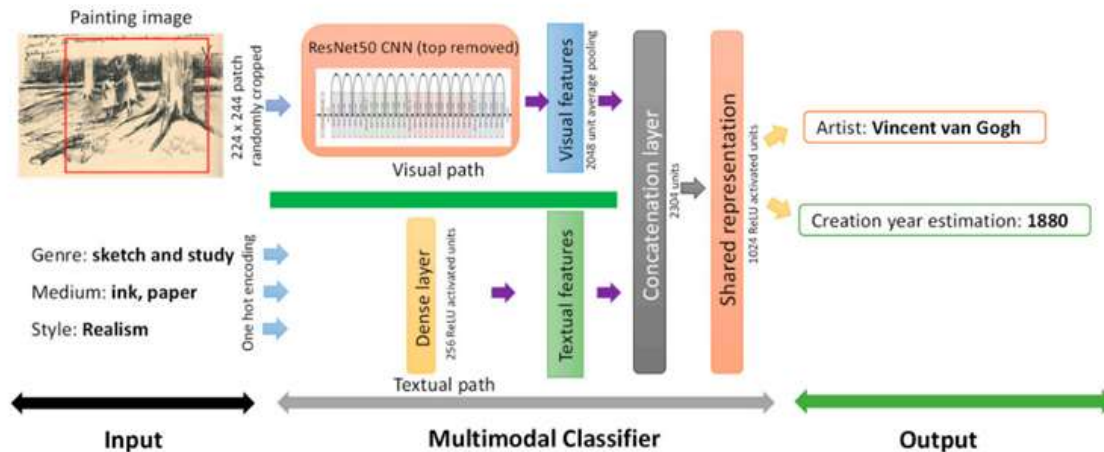 Painting image
224 x 244 patch
randomly cropped
ResNet50 CNN (top removed)
Visual path
Visual features
2048 unit average pooling
Genre: sketch and study
Medium: ink, paper
Style: Realism
One hot encoding
Dense layer
256 ReLU activated units
Textual features
Textual path
Concatenation layer
2304 units
Shared representation
1024 ReLU activated units
Artist: Vincent van Gogh
Creation year estimation: 1880
Input
Multimodal Classifier
Output